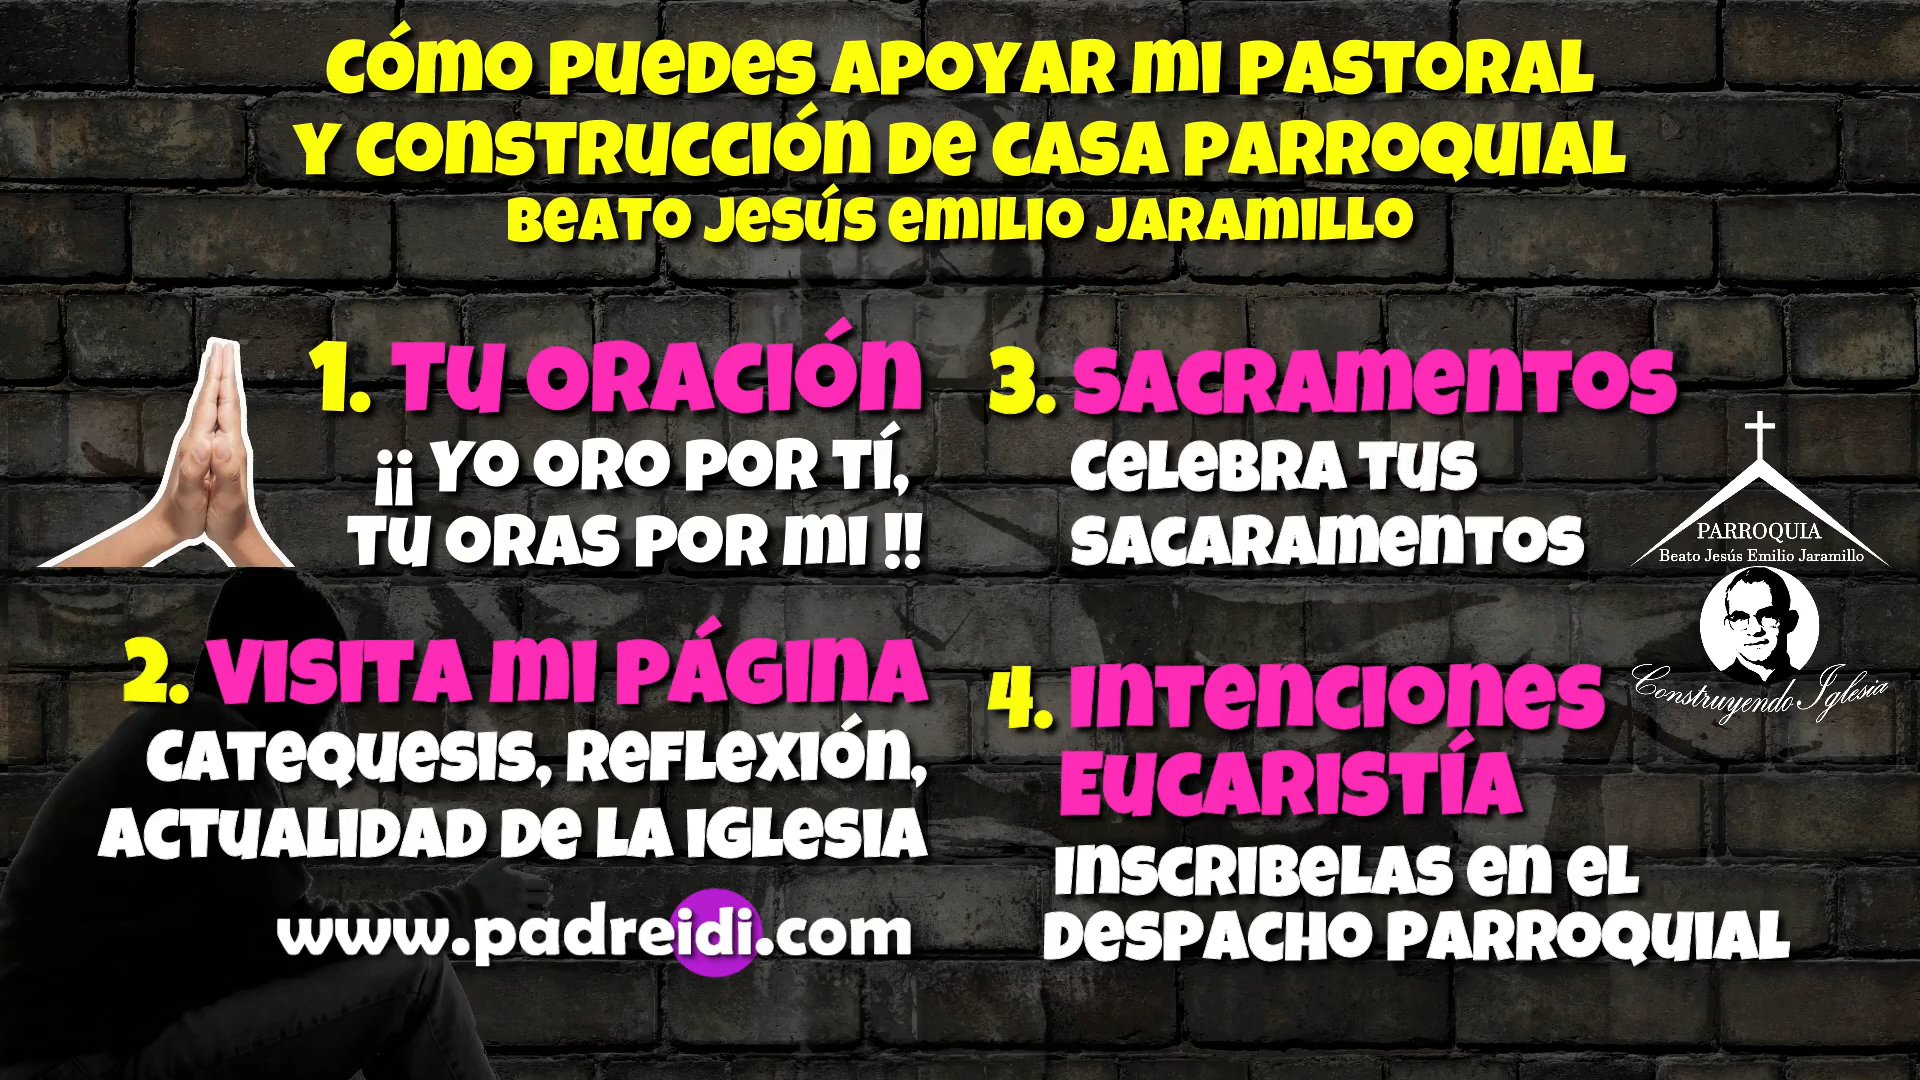 CÓMO PUEDES APOYAR MI PASTORAL
Y CONSTRUCCIÓN DE CASA PARROQUIAL
BEATO JESÚS EMILIO JARAMILLO
1. TU ORACIÓN
¡¡ YO ORO POR TÍ,
TU ORAS POR MI !!
2. VISITA MI PÁGINA
CATEQUESIS, REFLEXIÓN,
ACTUALIDAD DE LA IGLESIA
www.padreidi.com
3. SACRAMENTOS
CELEBRA TUS
SACARAMENTOS
4. INTENCIONES
EUCARISTÍA
INSCRIBELAS EN EL
DESPACHO PARROQUIAL
PARROQUIA
Beato Jesús Emilio Jaramillo
Construyendo Iglesia